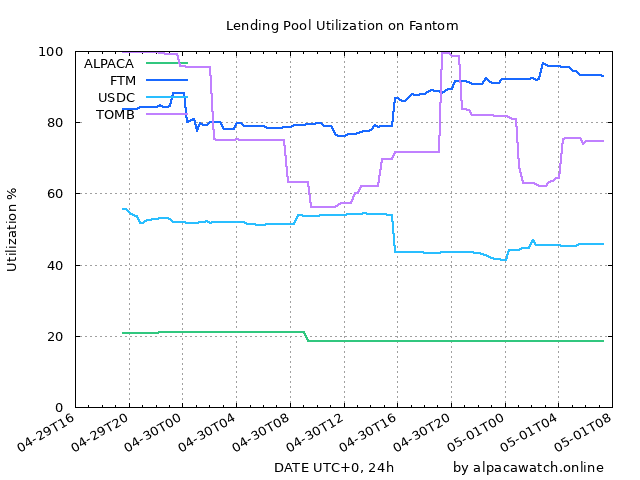 Lending Pool Utilization on Fantom
ALPACA
FTM
USDC
TOMB
Utilization %
100
80
60
40
20
0
04-29T16
04-29T20
04-30T00
04-30T04
04-30T08
04-30T12
04-30T16
04-30T20
05-01T00
05-01T04
05-01T08
DATE UTC+0, 24h
by alpacawatch.online